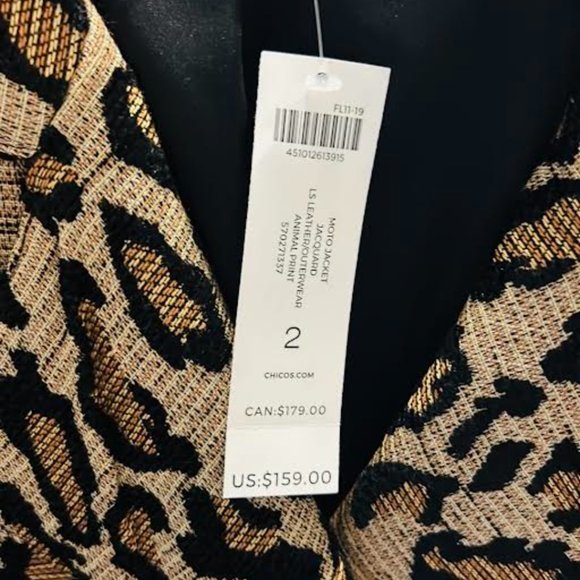 FL11-19
451012613915
MOTO JACKET
JACQUARD
LS LEATHER/OUTERWEAR
ANIMAL PRINT
570271337
2
CHICOS.COM
CAN:$179.00
US:$159.00